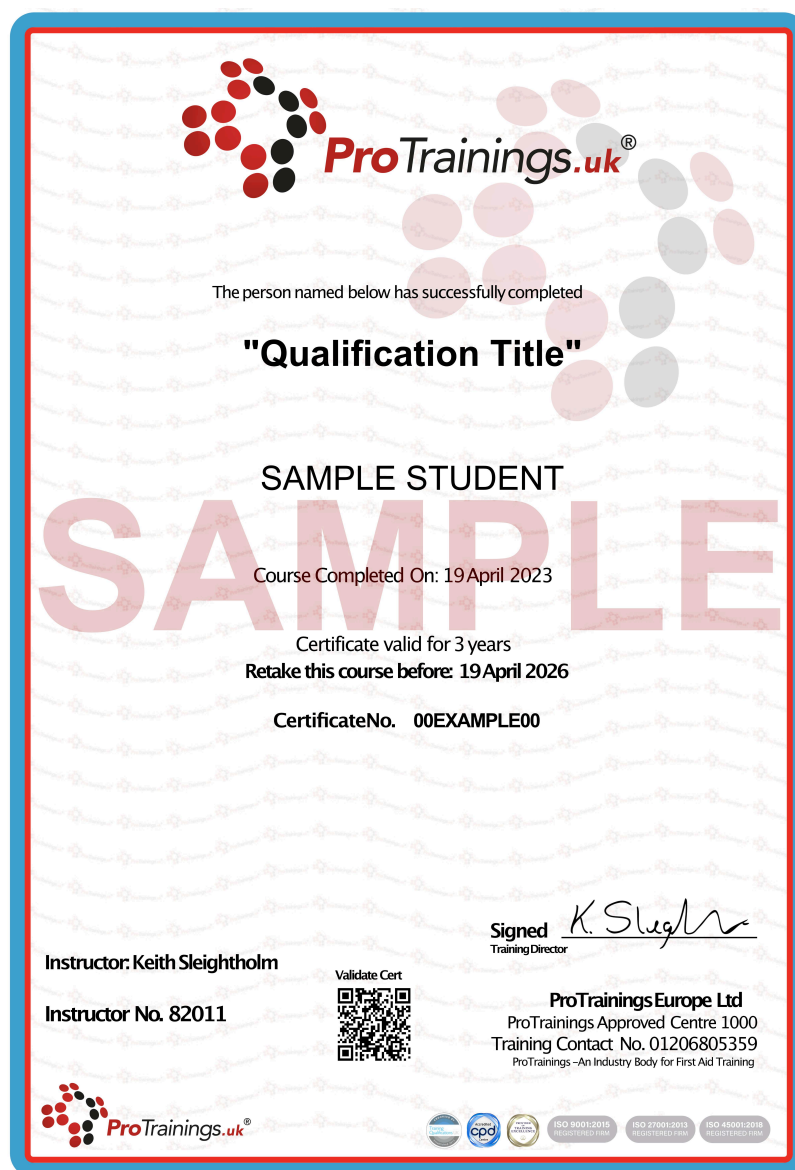 ProTrainings.uk®
The person named below has successfully completed
"Qualification Title"
SAMPLE STUDENT
SAMPLE
Course Completed On: 19 April 2023
Certificate valid for 3 years
Retake this course before: 19 April 2026
Certificate No. 00EXAMPLE00
Signed K. Sleigh
Training Director
Instructor: Keith Sleightholm
Instructor No. 82011
Validate Cert
ProTrainings Europe Ltd
ProTrainings Approved Centre 1000
Training Contact No. 01206805359
ProTrainings – An Industry Body for First Aid Training
ProTrainings.uk®
cpd
ISO 9001:2015
REGISTERED FIRM
ISO 27001:2013
REGISTERED FIRM
ISO 45001:2018
REGISTERED FIRM